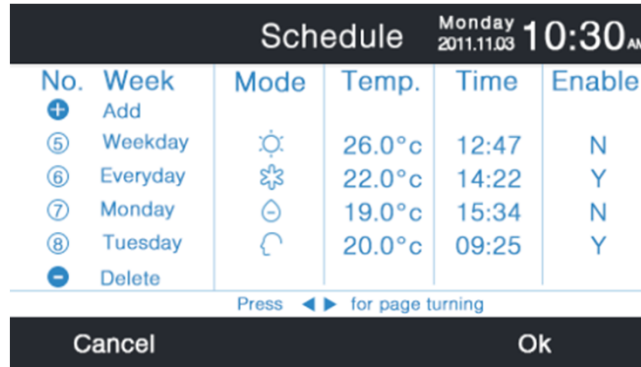 Schedule Monday 2011.11.03 10:30 AM
No. Week Mode Temp. Time Enable
Add
5 Weekday 26.0°c 12:47 N
6 Everyday 22.0°c 14:22 Y
7 Monday 19.0°c 15:34 N
8 Tuesday 20.0°c 09:25 Y
Delete
Press ◀ ▶ for page turning
Cancel Ok